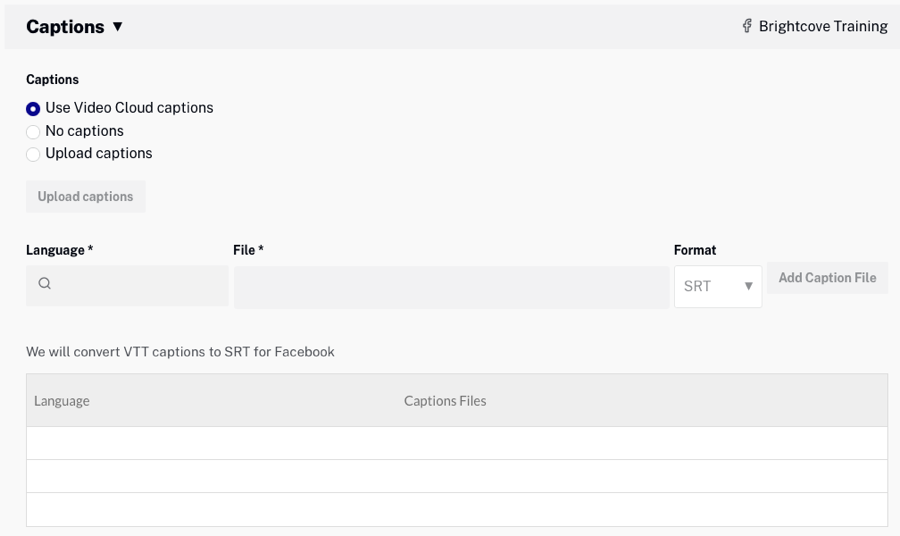 Captions ▼
Brightcove Training
Captions
Use Video Cloud captions
No captions
Upload captions
Upload captions
Language * File * Format
SRT ▼ Add Caption File
We will convert VTT captions to SRT for Facebook
Language Captions Files